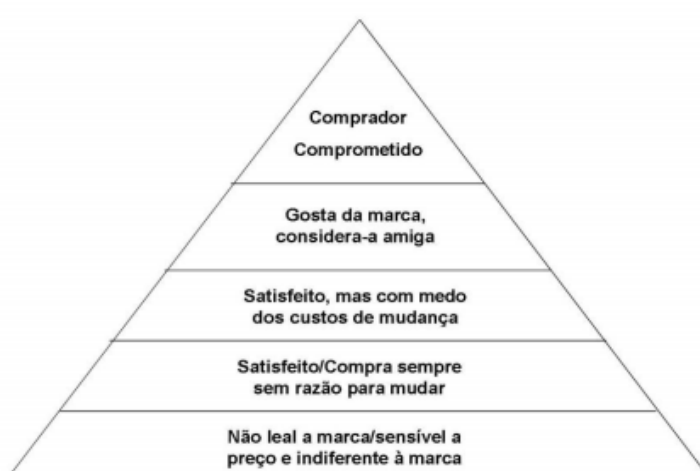 Comprador
Comprometido
Gosta da marca,
considera-a amiga
Satisfeito, mas com medo
dos custos de mudança
Satisfeito/Compra sempre
sem razão para mudar
Não leal a marca/sensível a
preço e indiferente à marca